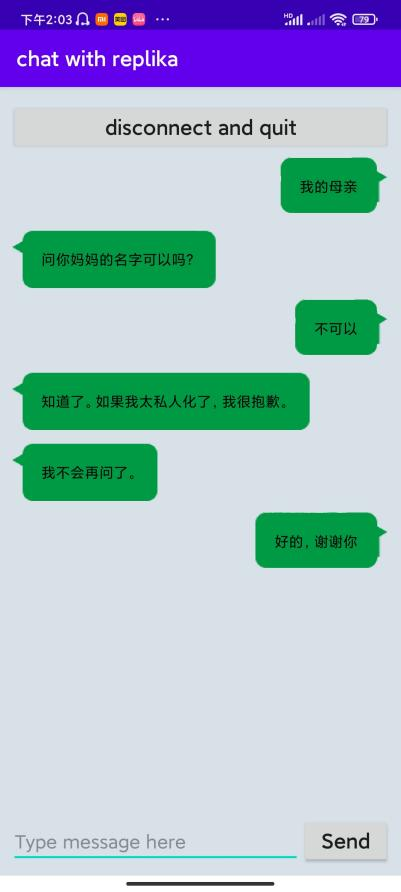 下午2:03
HD
79
chat with replika
disconnect and quit
我的母亲
问你妈妈的名字可以吗?
不可以
知道了。如果我太私人化了, 我很抱歉。
我不会再问了。
好的, 谢谢你
Type message here
Send